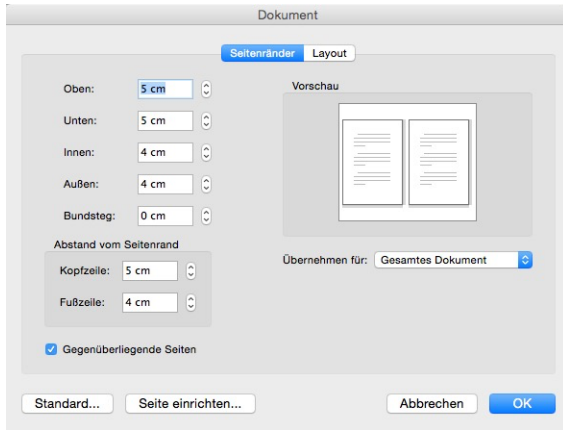 Dokument
Seitenränder Layout
Oben: 5 cm
Unten: 5 cm
Innen: 4 cm
Außen: 4 cm
Bundsteg: 0 cm
Abstand vom Seitenrand
Kopfzeile: 5 cm
Fußzeile: 4 cm
Gegenüberliegende Seiten
Vorschau
Übernehmen für: Gesamtes Dokument
Standard... Seite einrichten... Abbrechen OK